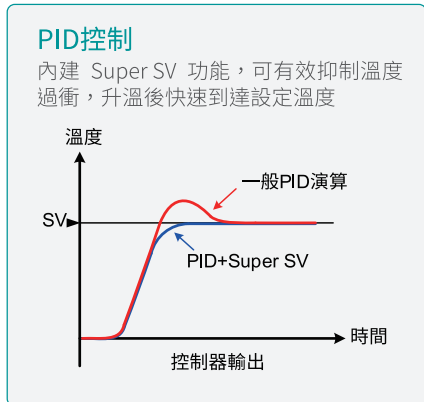 PID控制
內建 Super SV 功能，可有效抑制溫度
過衝，升溫後快速到達設定溫度
溫度
一般PID演算
SV
PID+Super SV
時間
控制器輸出